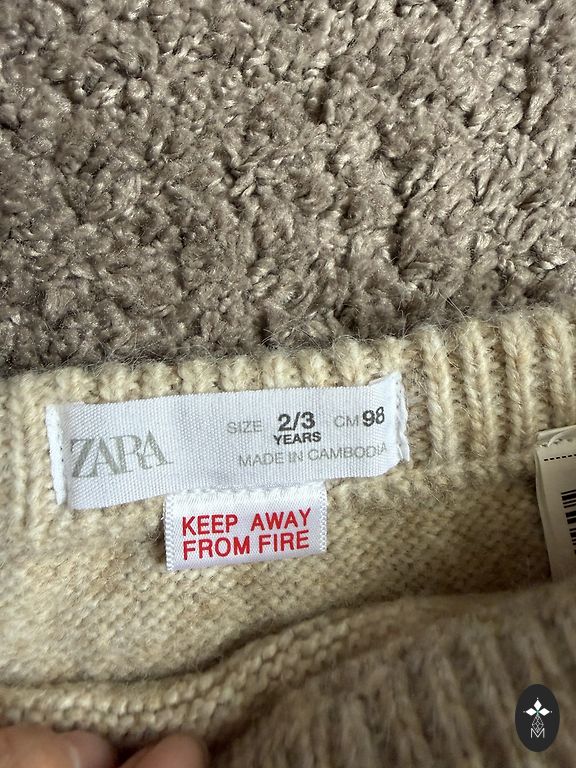 ZARA
SIZE 2/3 YEARS CM 98
MADE IN CAMBODIA
KEEP AWAY
FROM FIRE
M